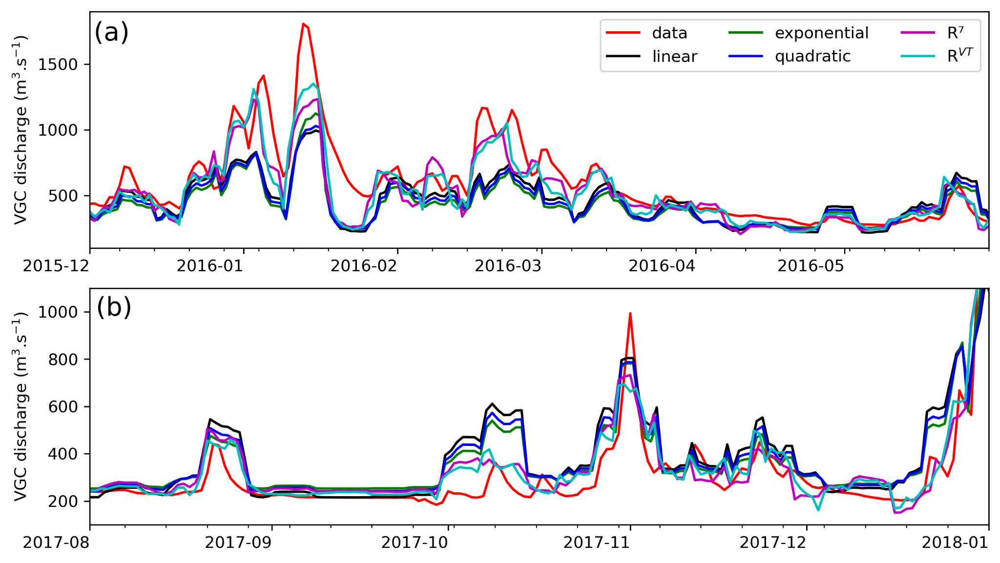 (a)
data exponential R⁷
linear quadratic R^VT
VGC discharge (m³.s⁻¹)
1500
1000
500
2015-12 2016-01 2016-02 2016-03 2016-04 2016-05
(b)
VGC discharge (m³.s⁻¹)
1000
800
600
400
200
2017-08 2017-09 2017-10 2017-11 2017-12 2018-01